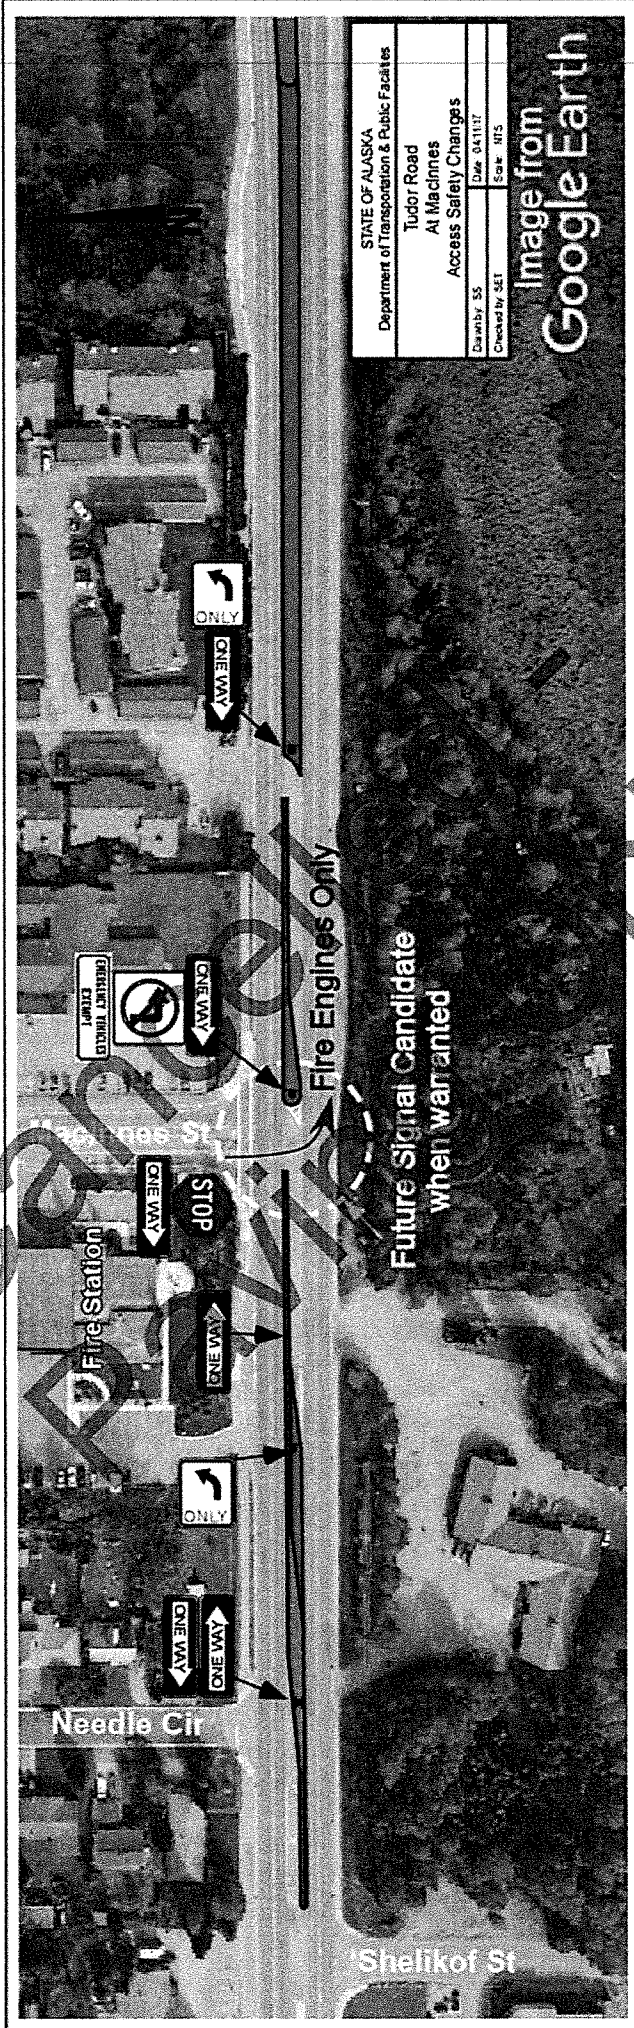 STATE OF ALASKA
Department of Transportation & Public Facilities
Tudor Road
At MacInnes
Access Safety Changes
Drawn by SS
Date 04/11/17
Checked by SET
Scale NTS
Image from
Google Earth
ONLY
ONE WAY
EMERGENCY VEHICLES
EXEMPT
ONE WAY
Fire Engines Only
Future Signal Candidate
when warranted
MacInnes St
ONE WAY
STOP
Fire Station
ONE WAY
ONLY
ONE WAY
ONE WAY
Needle Cir
Shelikof St